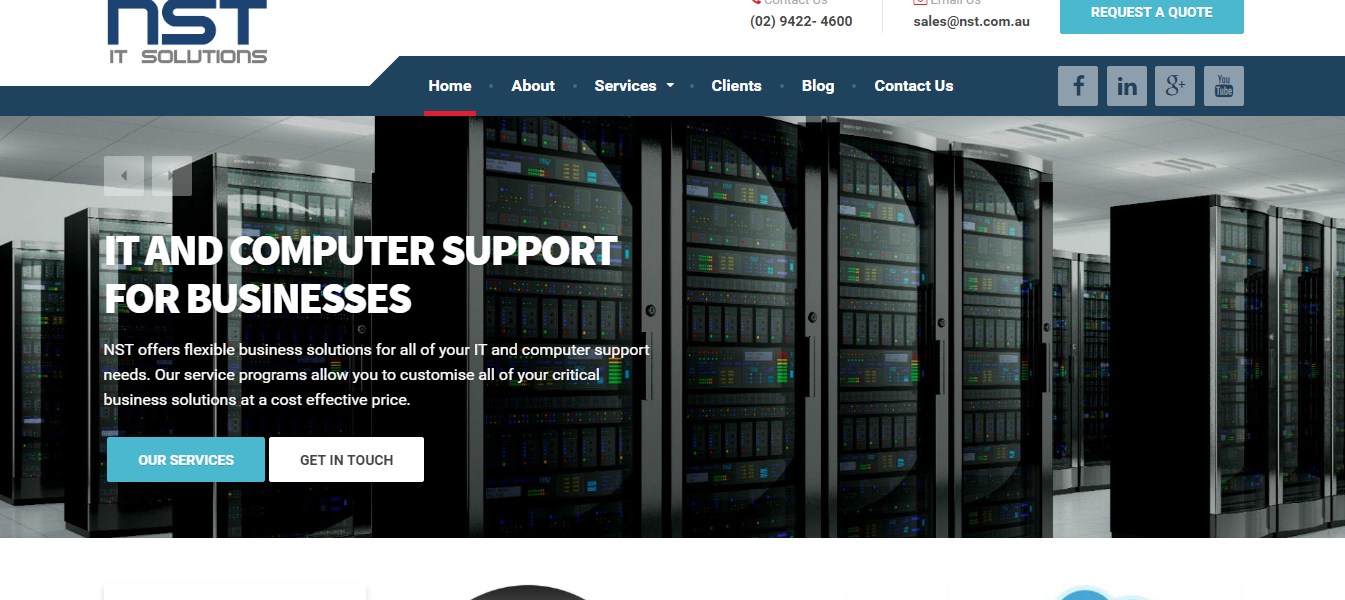 NST
IT SOLUTIONS
Contact Us
Email Us
(02) 9422- 4600
sales@nst.com.au
REQUEST A QUOTE
Home
About
Services
Clients
Blog
Contact Us
You
Tube
IT AND COMPUTER SUPPORT
FOR BUSINESSES
NST offers flexible business solutions for all of your IT and computer support
needs. Our service programs allow you to customise all of your critical
business solutions at a cost effective price.
OUR SERVICES
GET IN TOUCH